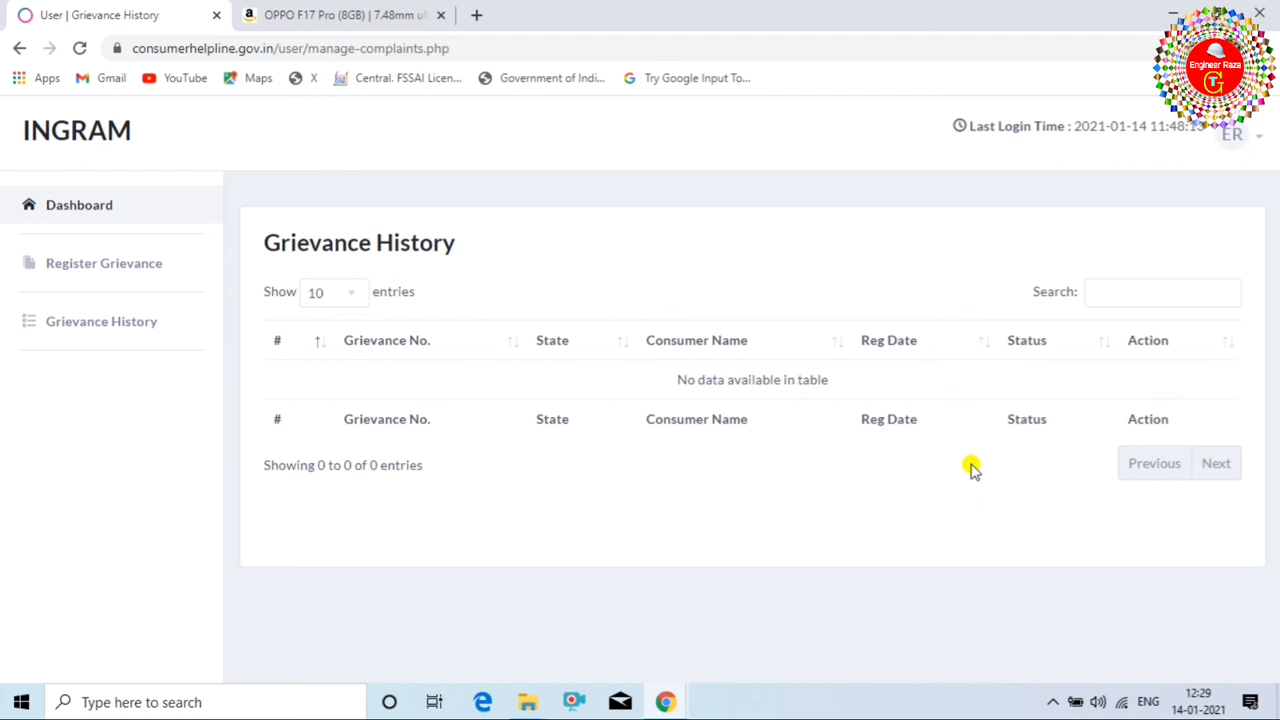 User | Grievance History
OPPO F17 Pro (8GB) | 7.48mm ul
consumerhelpline.gov.in/user/manage-complaints.php
Apps Gmail YouTube Maps X Central. FSSAI Licen... Government of Indi... Try Google Input To...
Engineer Raza
G
T
INGRAM
Last Login Time : 2021-01-14 11:48:13
ER
Dashboard
Register Grievance
Grievance History
Grievance History
Show 10 entries
Search:
# Grievance No. State Consumer Name Reg Date Status Action
No data available in table
# Grievance No. State Consumer Name Reg Date Status Action
Showing 0 to 0 of 0 entries
Previous Next
Type here to search
ENG
12:29
14-01-2021